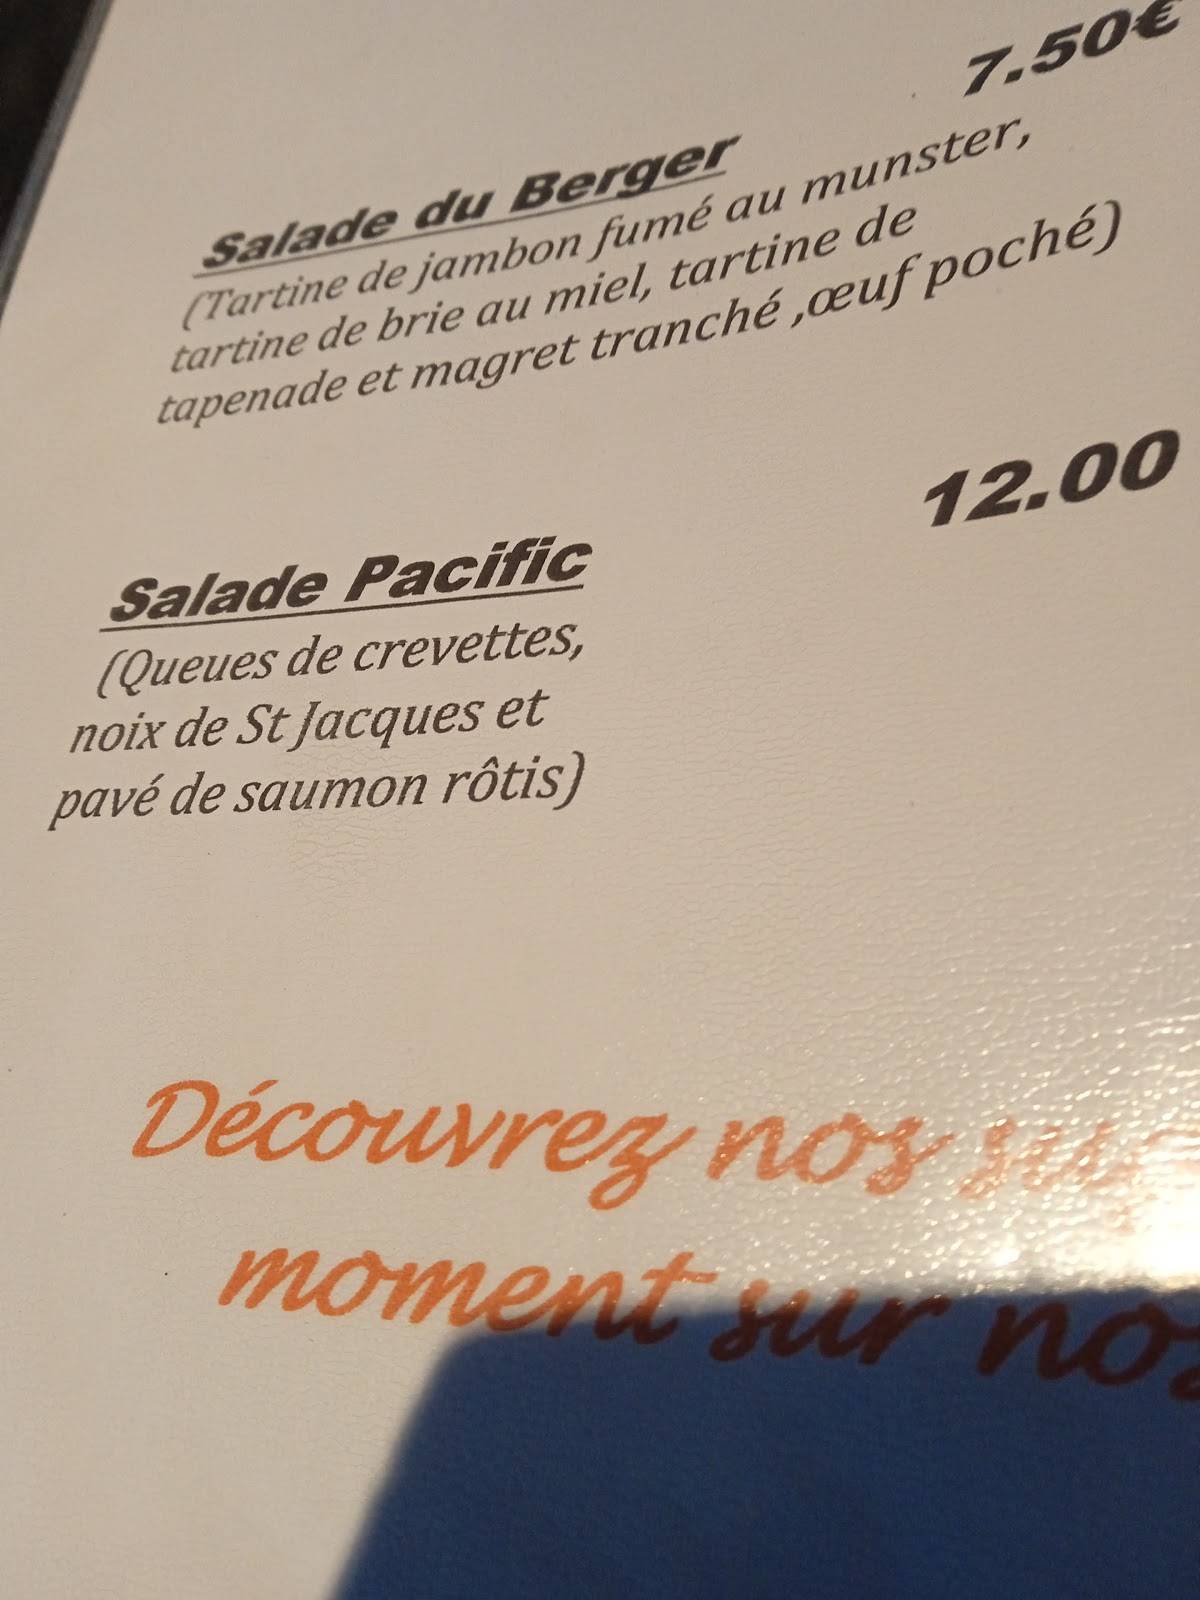 7.50€
Salade du Berger
(Tartine de jambon fumé au munster,
tartine de brie au miel, tartine de
tapenade et magret tranché ,œuf poché)
12.00
Salade Pacific
(Queues de crevettes,
noix de St Jacques et
pavé de saumon rôtis)
Découvrez nos
moment sur nos